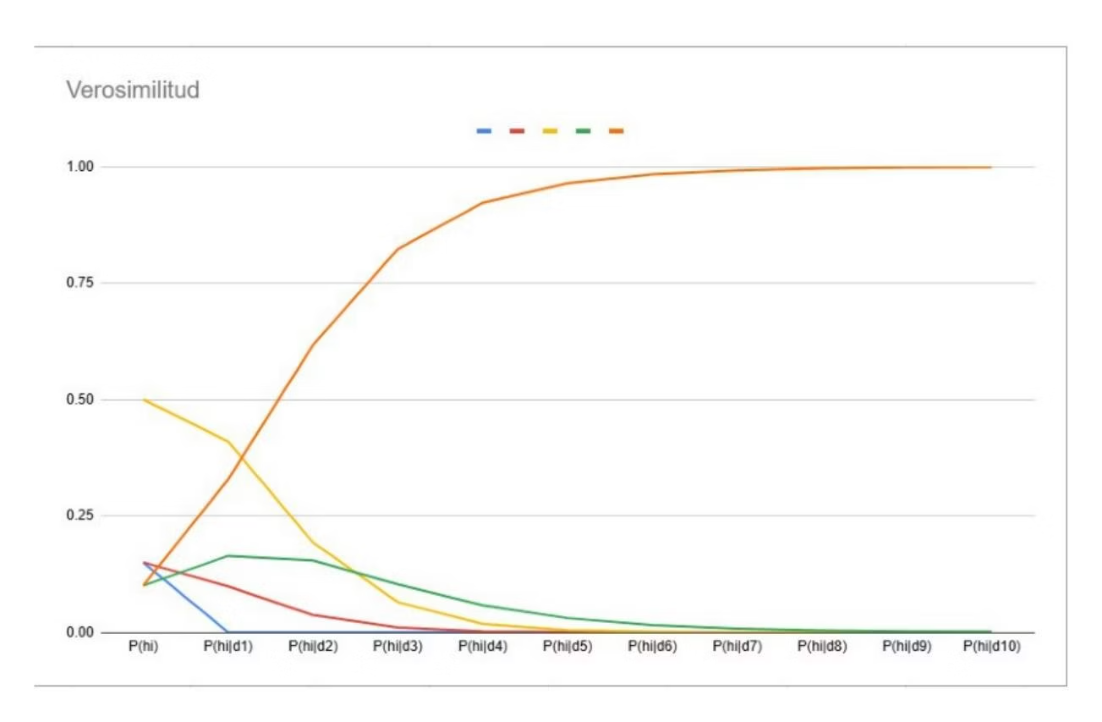 Verosimilitud
1.00
0.75
0.50
0.25
0.00
P(hi) P(hi|d1) P(hi|d2) P(hi|d3) P(hi|d4) P(hi|d5) P(hi|d6) P(hi|d7) P(hi|d8) P(hi|d9) P(hi|d10)